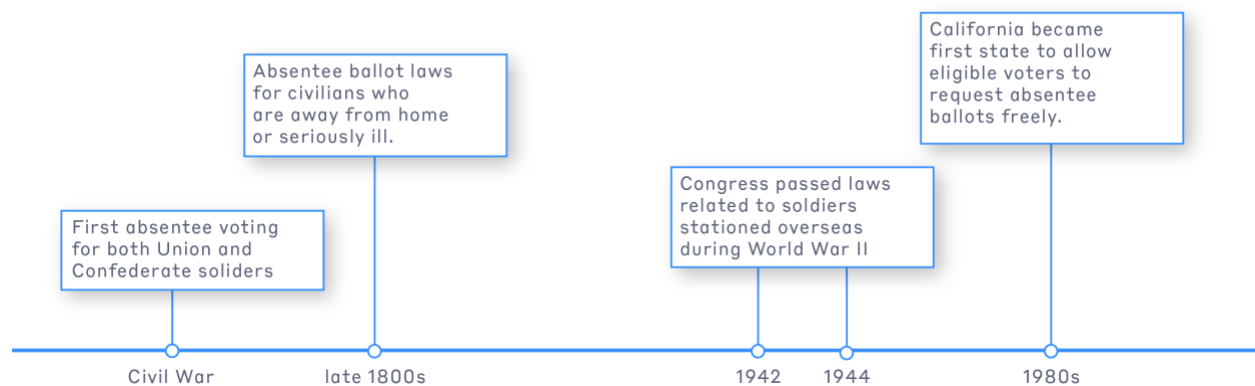 First absentee voting
for both Union and
Confederate soliders
Absentee ballot laws
for civilians who
are away from home
or seriously ill.
Congress passed laws
related to soldiers
stationed overseas
during World War II
California became
first state to allow
eligible voters to
request absentee
ballots freely.
Civil War
late 1800s
1942
1944
1980s